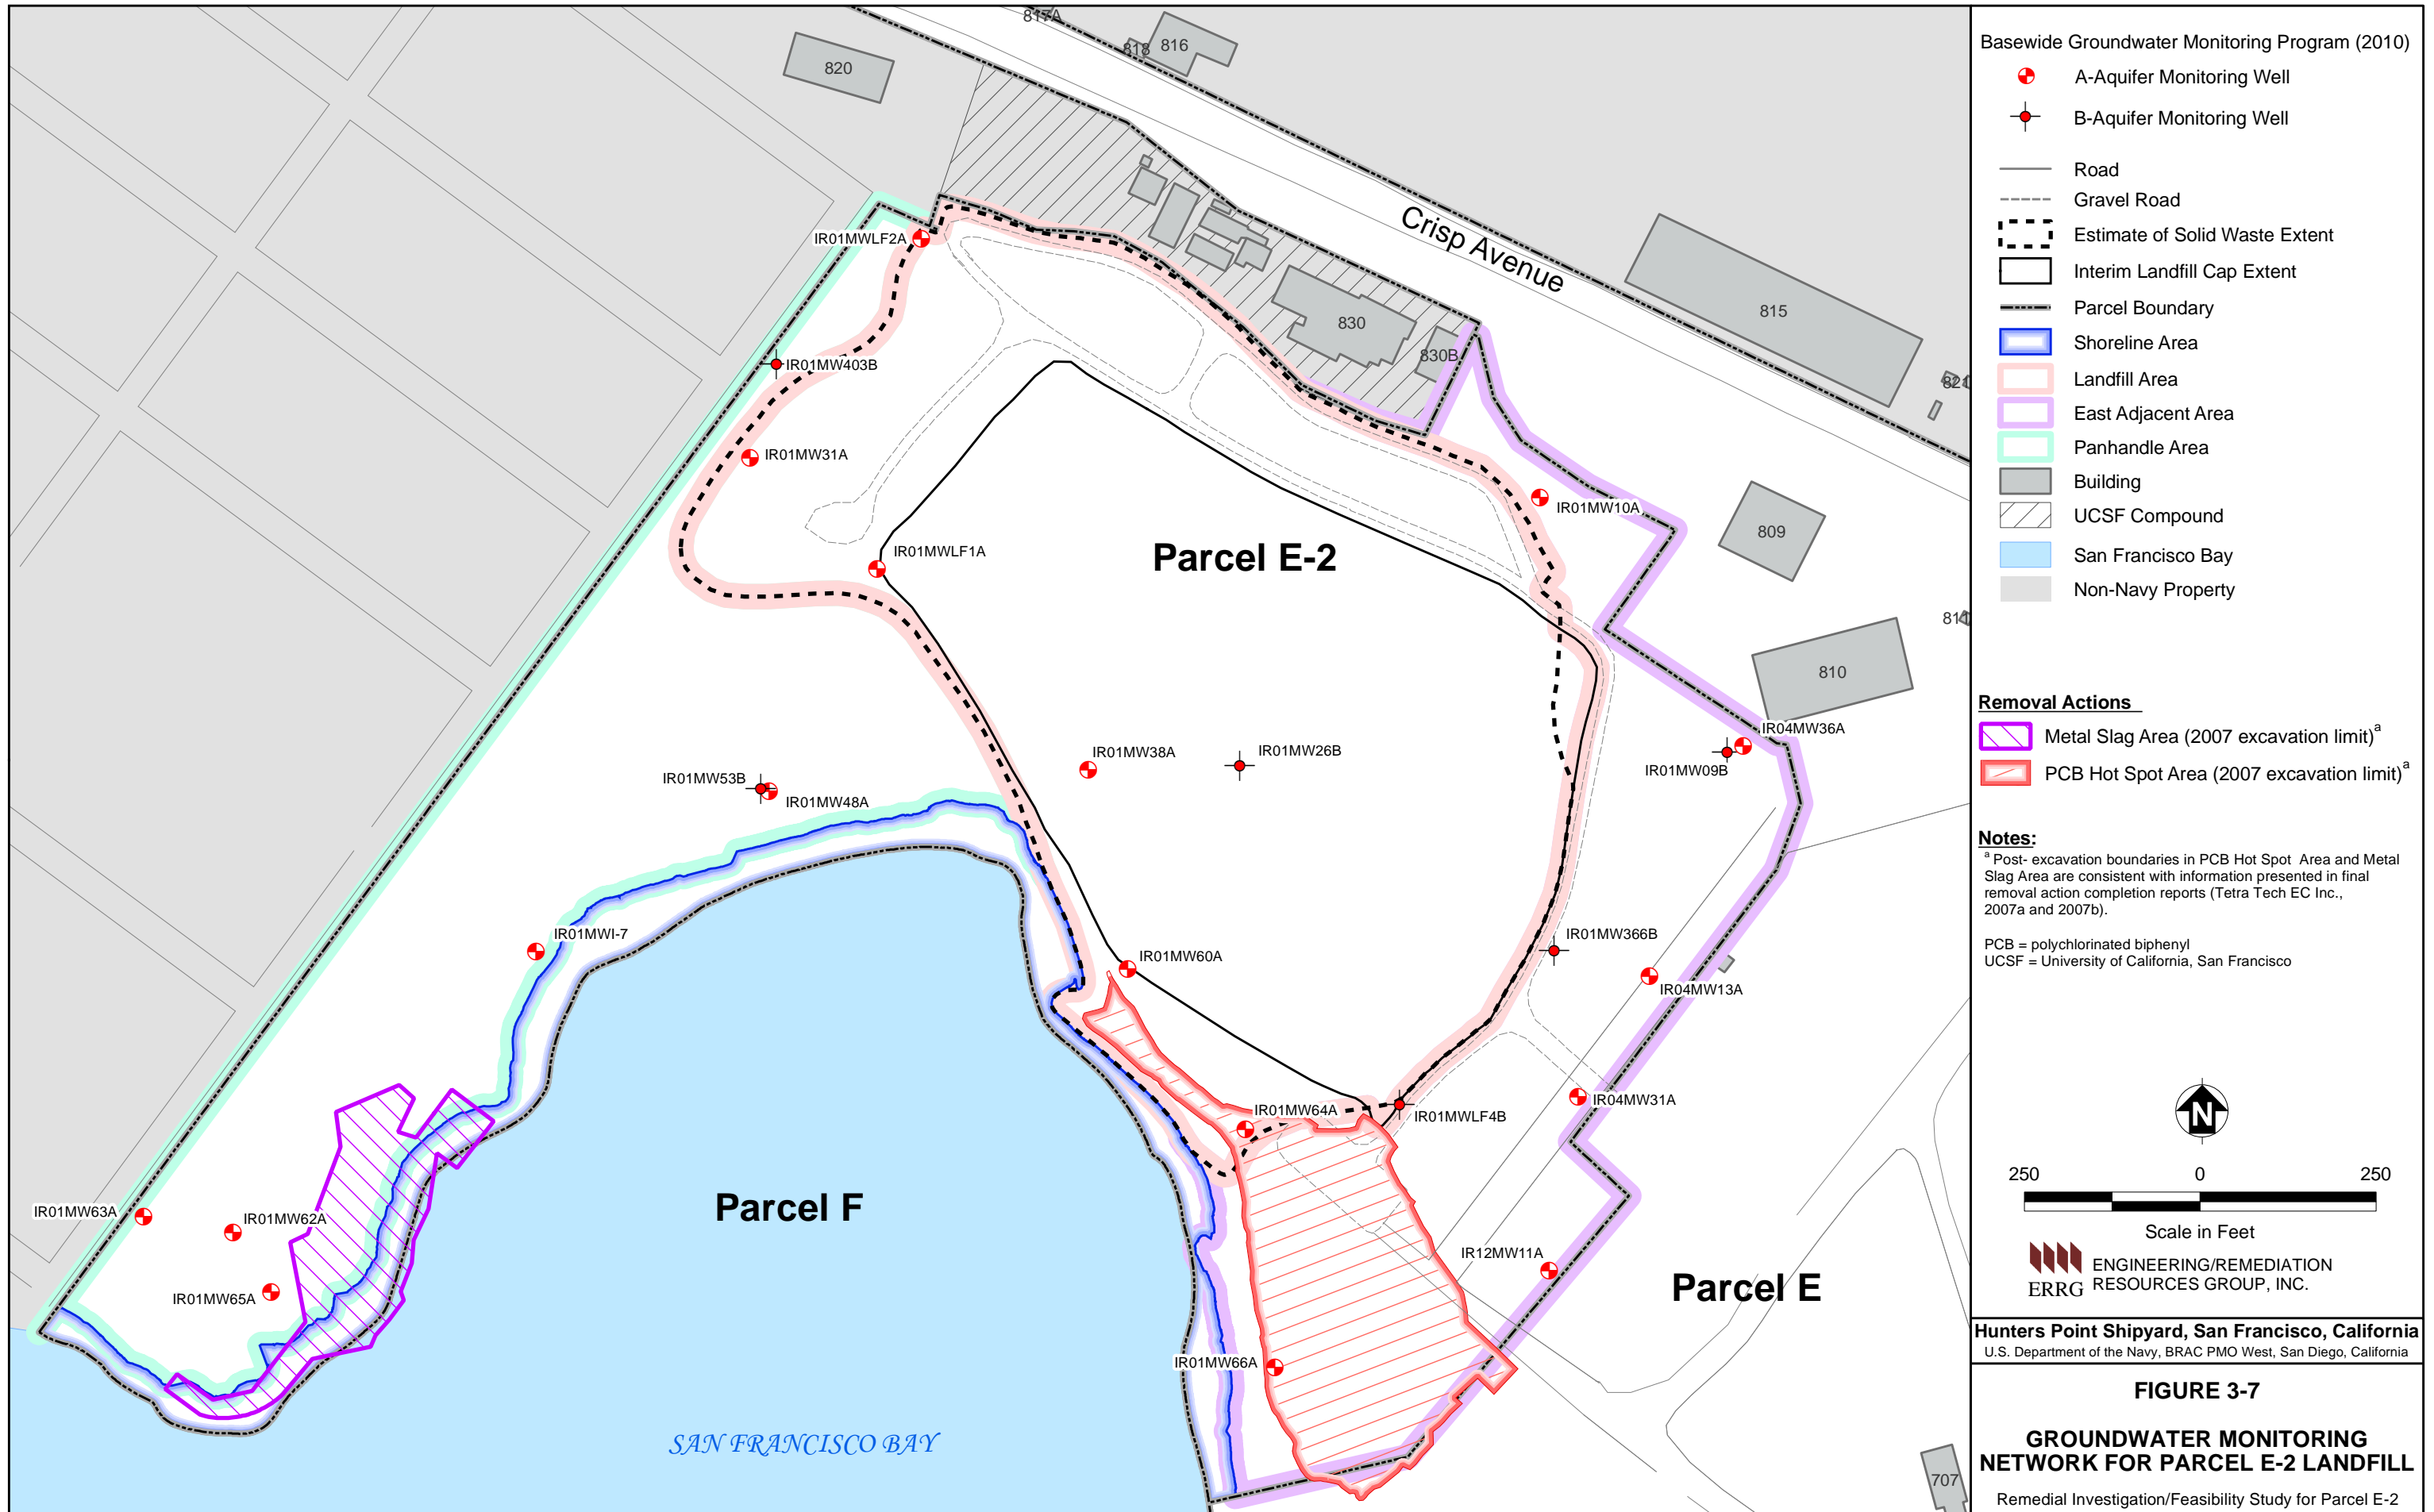 817A
818
816
820
Crisp Avenue
815
821
830
830B
809
811
810
707
IR01MWLF2A
IR01MW403B
IR01MW31A
IR01MW10A
IR01MWLF1A
Parcel E-2
IR04MW36A
IR01MW09B
IR01MW38A
IR01MW26B
IR01MW53B
IR01MW48A
IR01MWI-7
IR01MW60A
IR01MW366B
IR04MW13A
IR04MW31A
IR01MW64A
IR01MWLF4B
IR01MW63A
IR01MW62A
IR01MW65A
Parcel F
IR12MW11A
Parcel E
IR01MW66A
SAN FRANCISCO BAY
Basewide Groundwater Monitoring Program (2010)
A-Aquifer Monitoring Well
B-Aquifer Monitoring Well
Road
Gravel Road
Estimate of Solid Waste Extent
Interim Landfill Cap Extent
Parcel Boundary
Shoreline Area
Landfill Area
East Adjacent Area
Panhandle Area
Building
UCSF Compound
San Francisco Bay
Non-Navy Property
Removal Actions
Metal Slag Area (2007 excavation limit)a
PCB Hot Spot Area (2007 excavation limit)a
Notes:
a Post- excavation boundaries in PCB Hot Spot Area and Metal
Slag Area are consistent with information presented in final
removal action completion reports (Tetra Tech EC Inc.,
2007a and 2007b).
PCB = polychlorinated biphenyl
UCSF = University of California, San Francisco
N
250 0 250
Scale in Feet
ERRG
ENGINEERING/REMEDIATION
RESOURCES GROUP, INC.
Hunters Point Shipyard, San Francisco, California
U.S. Department of the Navy, BRAC PMO West, San Diego, California
FIGURE 3-7
GROUNDWATER MONITORING
NETWORK FOR PARCEL E-2 LANDFILL
Remedial Investigation/Feasibility Study for Parcel E-2